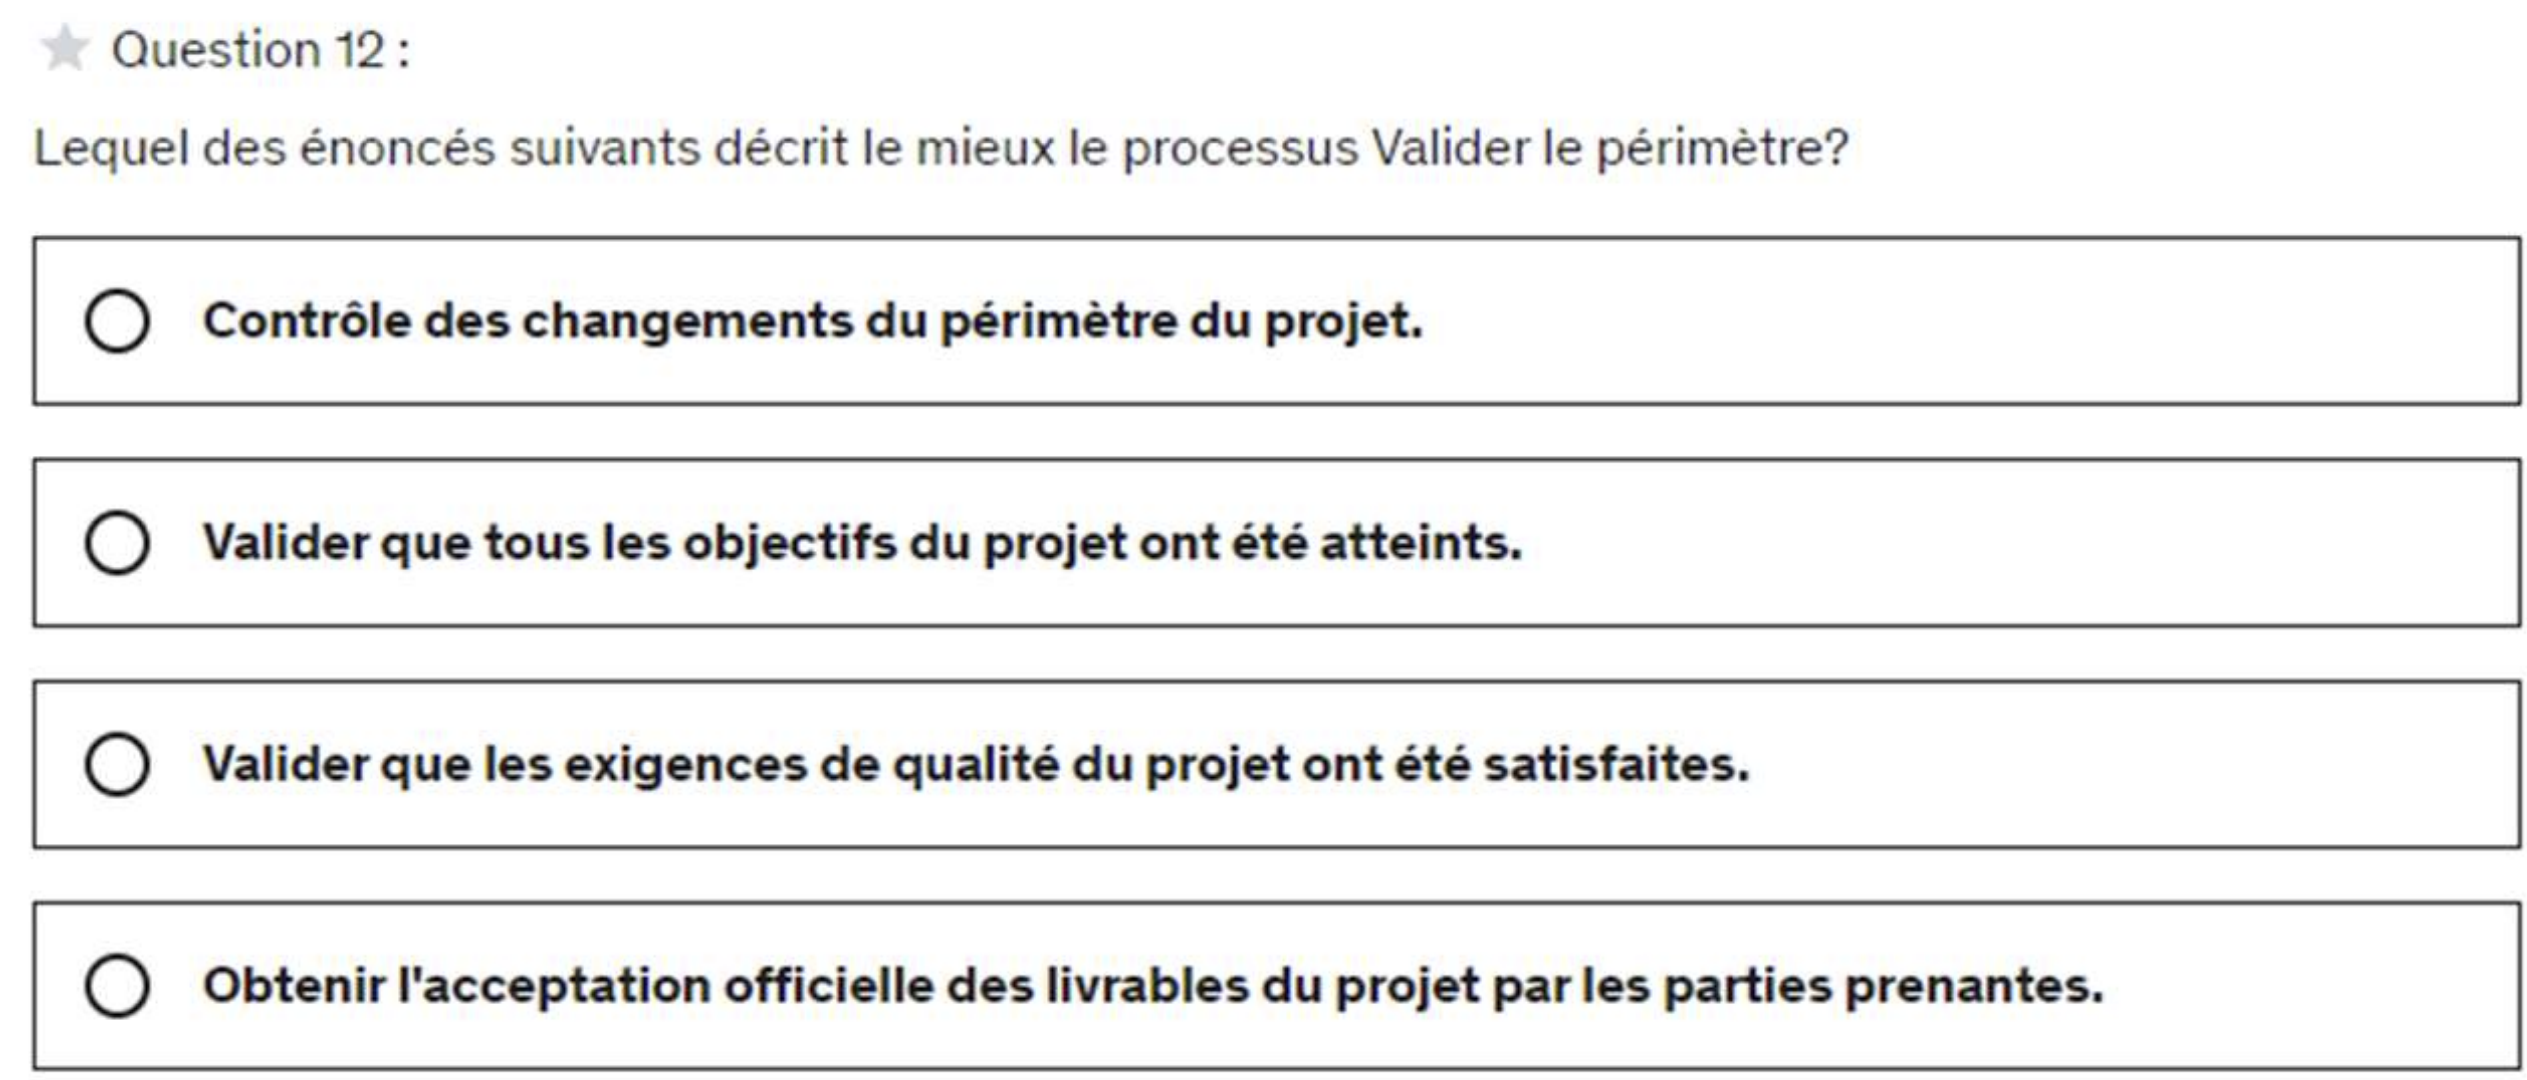 Question 12 :
Lequel des énoncés suivants décrit le mieux le processus Valider le périmètre?
Contrôle des changements du périmètre du projet.
Valider que tous les objectifs du projet ont été atteints.
Valider que les exigences de qualité du projet ont été satisfaites.
Obtenir l'acceptation officielle des livrables du projet par les parties prenantes.